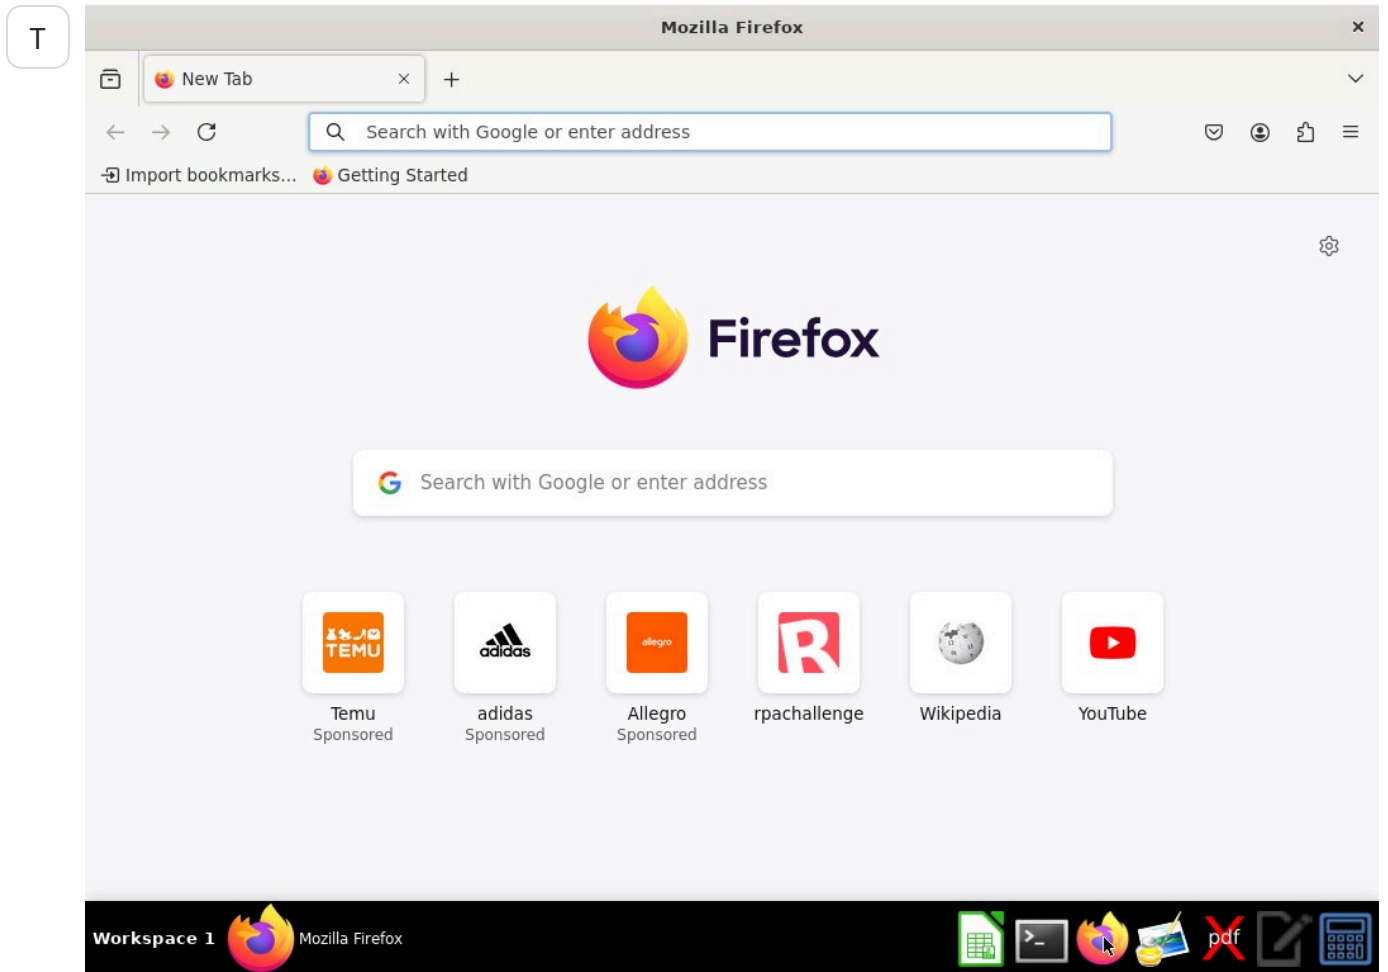 T
Mozilla Firefox
New Tab
Search with Google or enter address
Import bookmarks...
Getting Started
Firefox
Search with Google or enter address
TEMU
adidas
allegro
R
Temu
Sponsored
adidas
Sponsored
Allegro
Sponsored
rpachallenge
Wikipedia
YouTube
Workspace 1
Mozilla Firefox
pdf